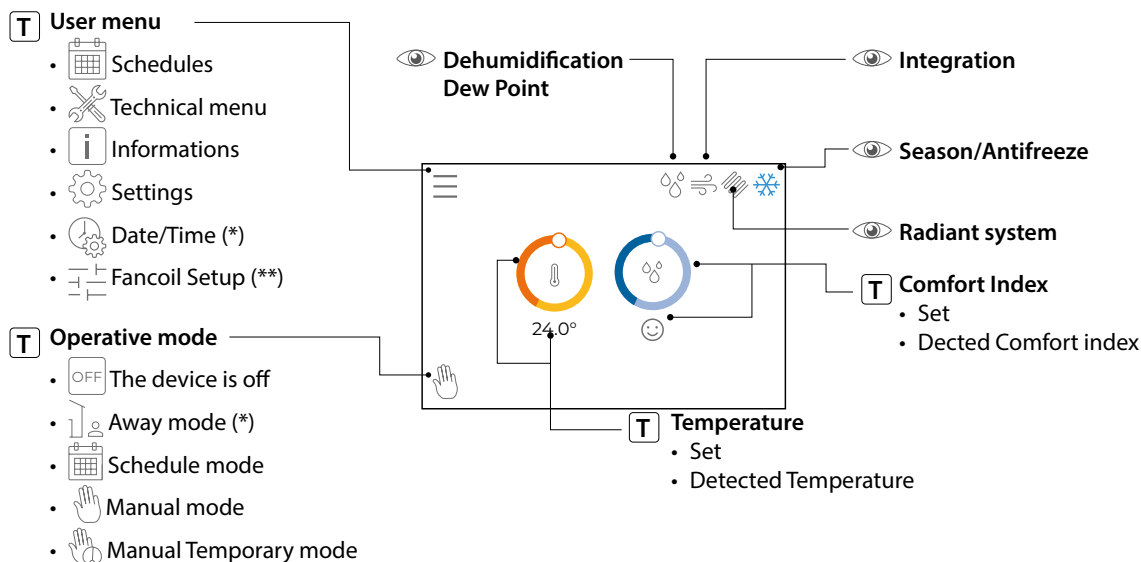 T User menu
• Schedules
• Technical menu
• i Informations
• Settings
• Date/Time (*)
• Fancoil Setup (**)
T Operative mode
• OFF The device is off
• Away mode (*)
• Schedule mode
• Manual mode
• Manual Temporary mode
Dehumidification
Dew Point
Integration
Season/Antifreeze
Radiant system
T Comfort Index
• Set
• Dected Comfort index
24.0°
T Temperature
• Set
• Detected Temperature